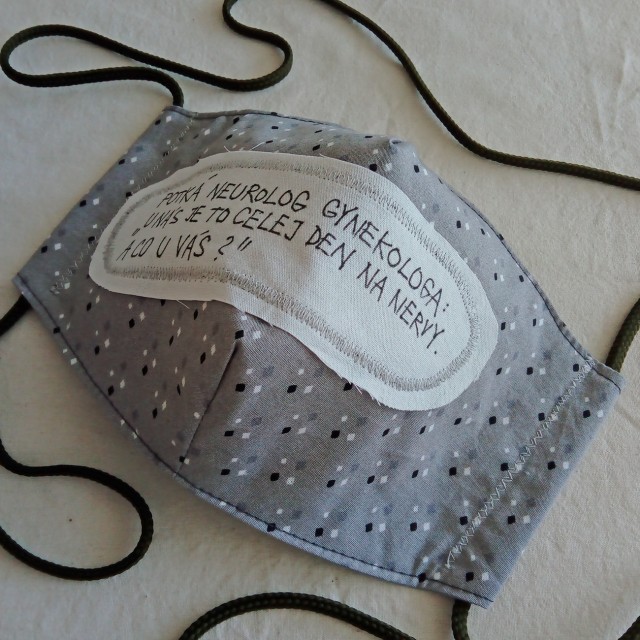 POTKÁ NEUROLOG GYNEKOLOGA:
"U NÁS JE TO CELEJ DEN NA NERVY.
A CO U VÁS?"